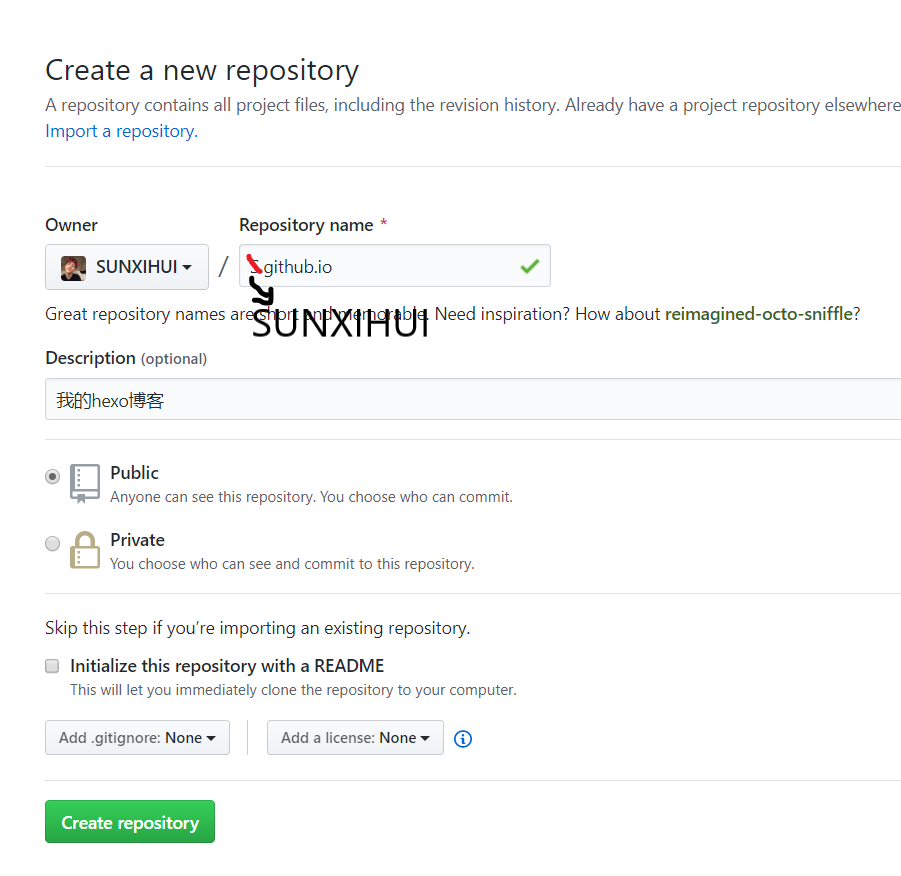 Create a new repository
A repository contains all project files, including the revision history. Already have a project repository elsewhere
Import a repository.
Owner
Repository name *
SUNXIHUI / S.github.io
Great repository names are short and memorable. Need inspiration? How about reimagined-octo-sniffle?
SUNXIHUI
Description (optional)
我的hexo博客
Public
Anyone can see this repository. You choose who can commit.
Private
You choose who can see and commit to this repository.
Skip this step if you’re importing an existing repository.
Initialize this repository with a README
This will let you immediately clone the repository to your computer.
Add .gitignore: None
Add a license: None
Create repository